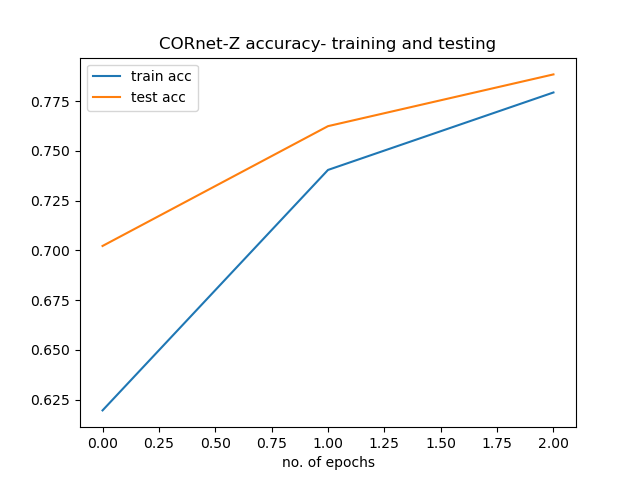 CORnet-Z accuracy- training and testing
train acc
test acc
0.775
0.750
0.725
0.700
0.675
0.650
0.625
0.00 0.25 0.50 0.75 1.00 1.25 1.50 1.75 2.00
no. of epochs